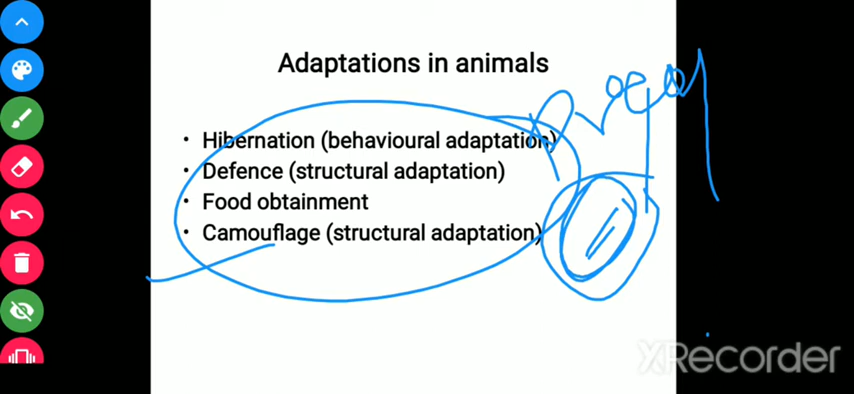 Adaptations in animals
• Hibernation (behavioural adaptation)
• Defence (structural adaptation)
• Food obtainment
• Camouflage (structural adaptation)
XRecorder